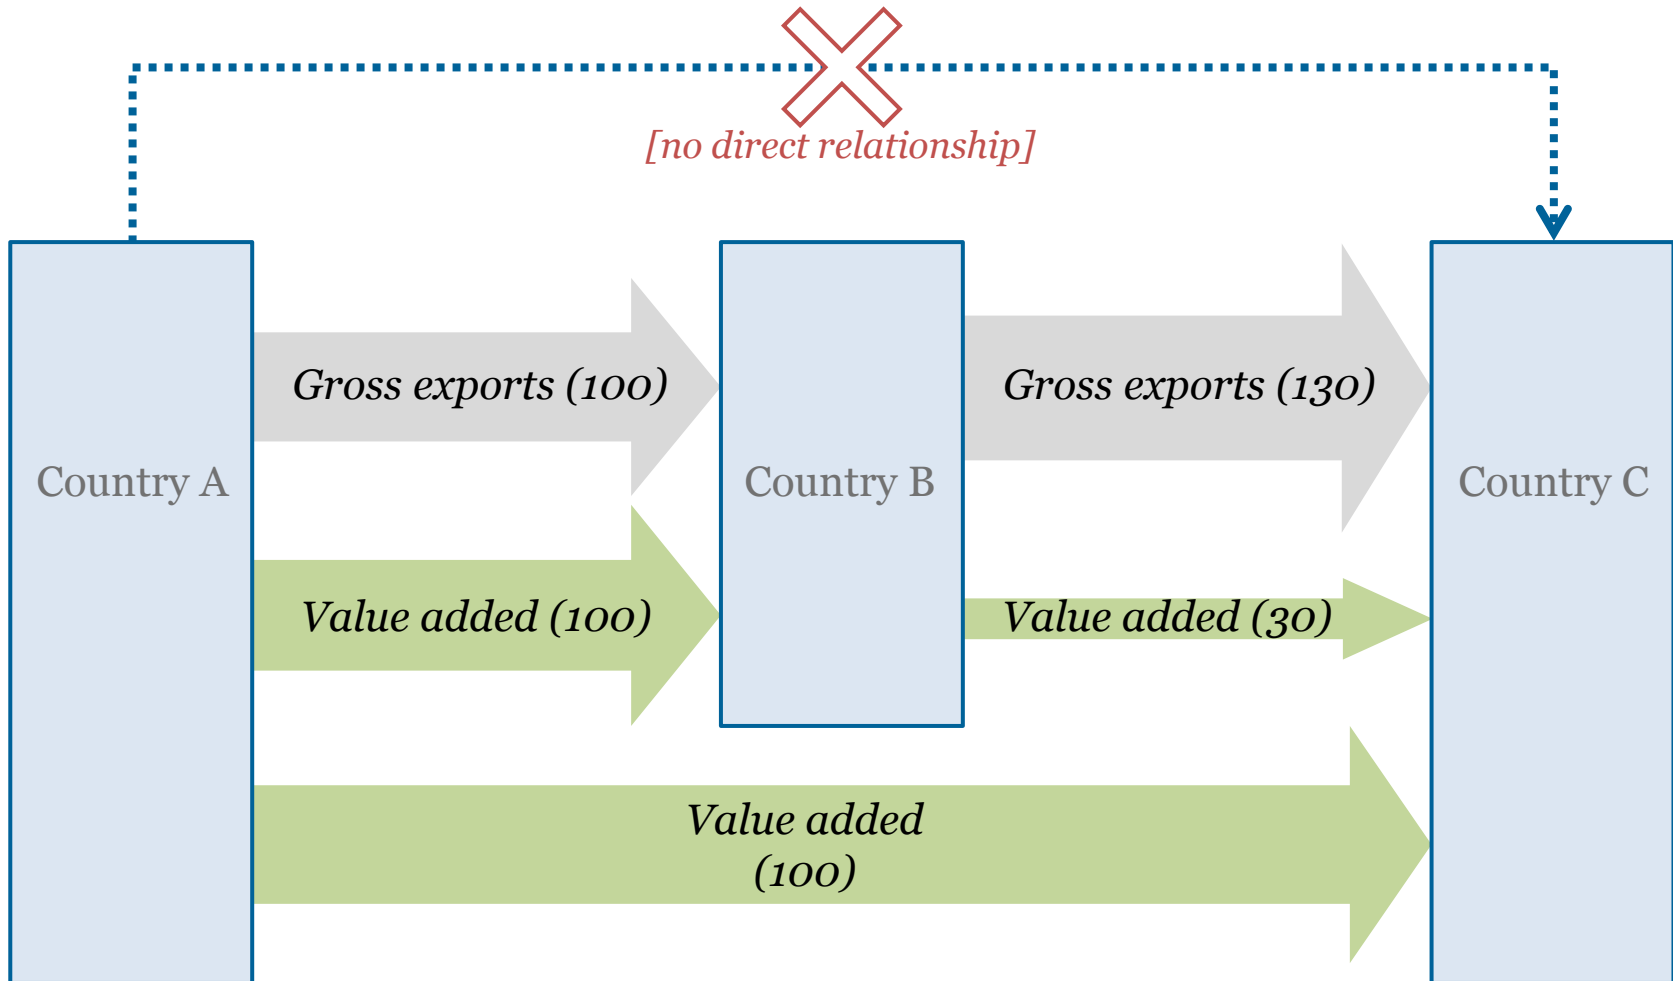 [no direct relationship]
Gross exports (100)
Gross exports (130)
Country A
Country B
Country C
Value added (100)
Value added (30)
Value added
(100)